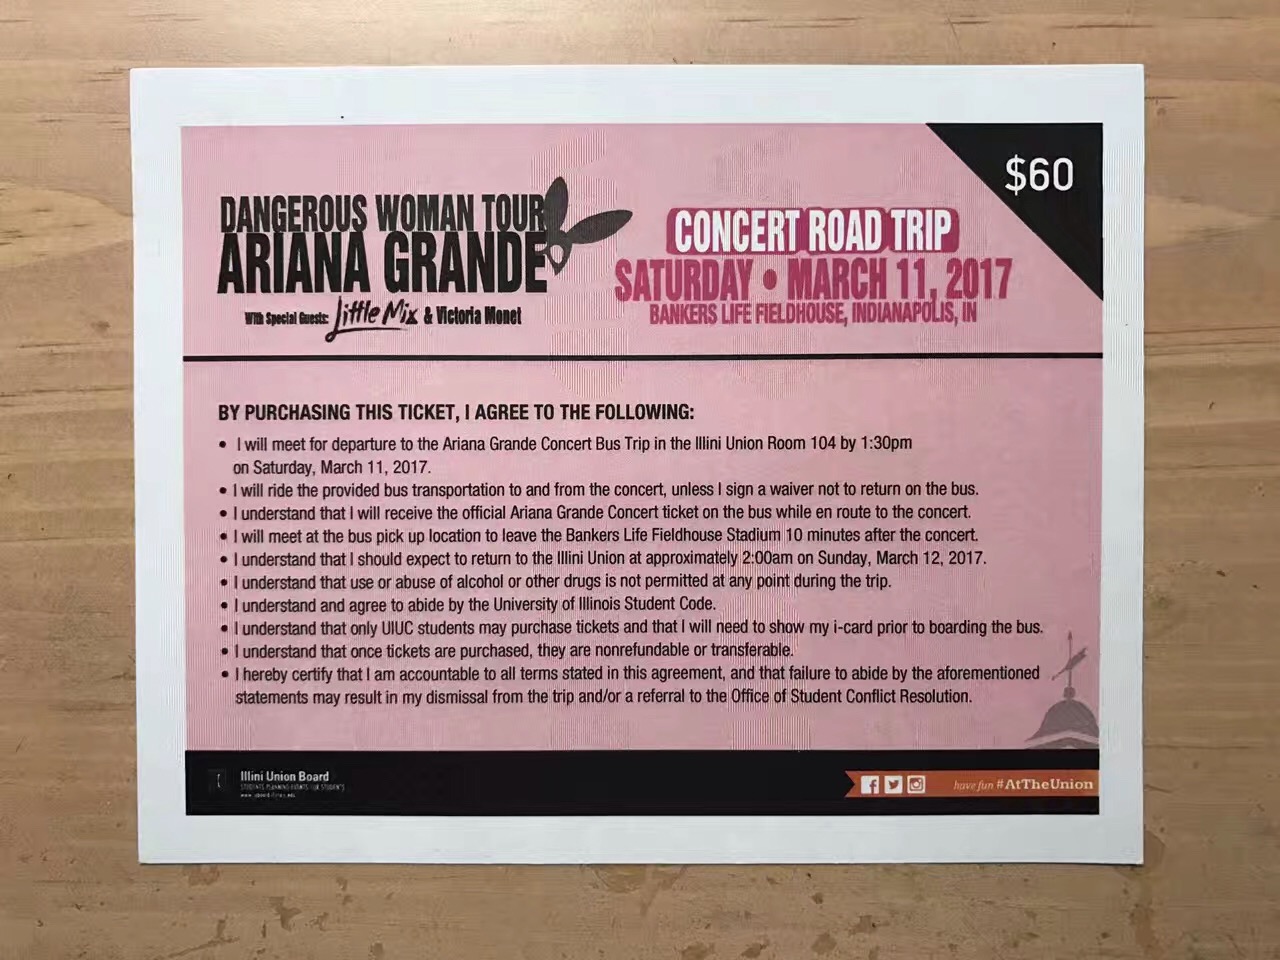 $60
DANGEROUS WOMAN TOUR
ARIANA GRANDE
With Special Guests: Little Mix & Victoria Monet
CONCERT ROAD TRIP
SATURDAY • MARCH 11, 2017
BANKERS LIFE FIELDHOUSE, INDIANAPOLIS, IN
BY PURCHASING THIS TICKET, I AGREE TO THE FOLLOWING:
• I will meet for departure to the Ariana Grande Concert Bus Trip in the Illini Union Room 104 by 1:30pm
on Saturday, March 11, 2017.
• I will ride the provided bus transportation to and from the concert, unless I sign a waiver not to return on the bus.
• I understand that I will receive the official Ariana Grande Concert ticket on the bus while en route to the concert.
• I will meet at the bus pick up location to leave the Bankers Life Fieldhouse Stadium 10 minutes after the concert.
• I understand that I should expect to return to the Illini Union at approximately 2:00am on Sunday, March 12, 2017.
• I understand that use or abuse of alcohol or other drugs is not permitted at any point during the trip.
• I understand and agree to abide by the University of Illinois Student Code.
• I understand that only UIUC students may purchase tickets and that I will need to show my i-card prior to boarding the bus.
• I understand that once tickets are purchased, they are nonrefundable or transferable.
• I hereby certify that I am accountable to all terms stated in this agreement, and that failure to abide by the aforementioned
statements may result in my dismissal from the trip and/or a referral to the Office of Student Conflict Resolution.
Illini Union Board
STUDENTS PLANNING EVENTS FOR STUDENTS
have fun #AtTheUnion